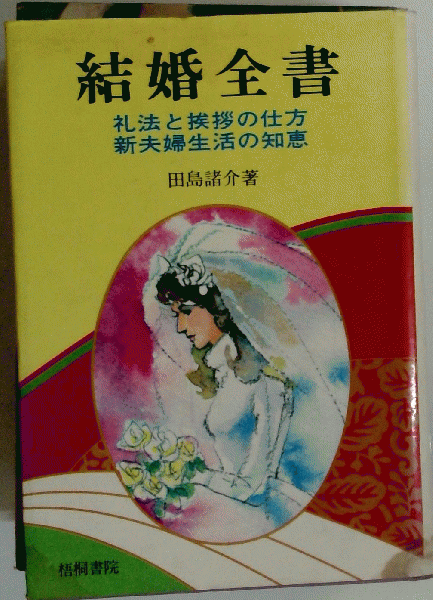 結婚全書
礼法と挨拶の仕方
新夫婦生活の知恵
田島諸介著
梧桐書院